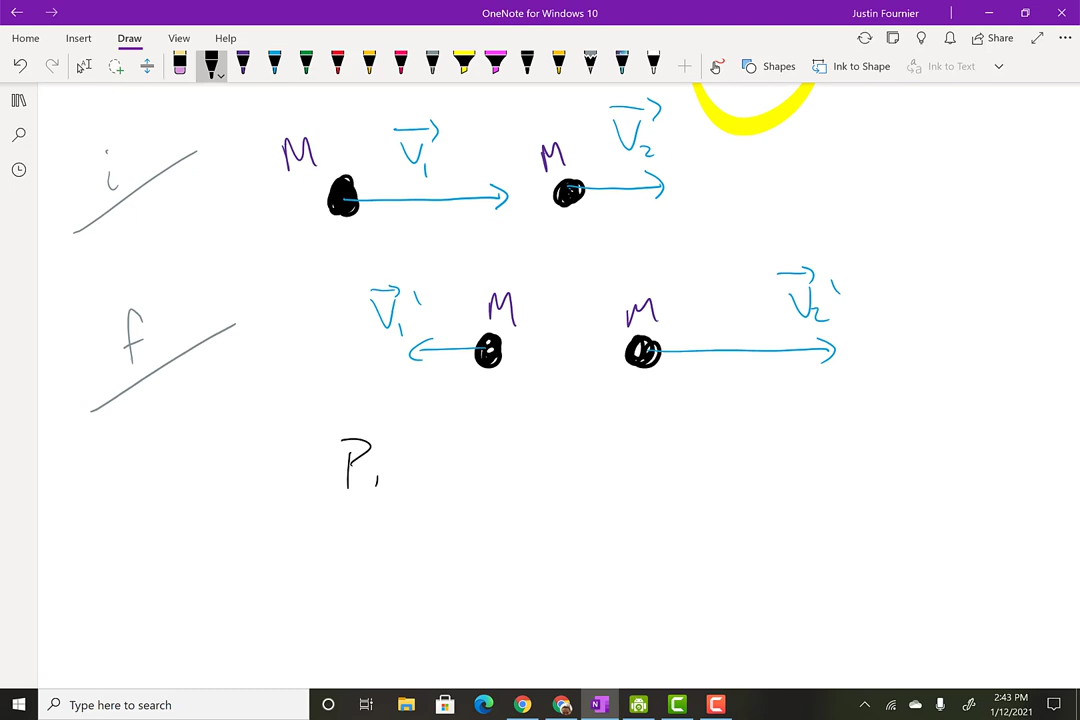 OneNote for Windows 10
Justin Fournier
Home Insert Draw View Help
Share
Shapes Ink to Shape Ink to Text
i M V₁ M V₂
f V₁' M M V₂'
P,
Type here to search
2:43 PM
1/12/2021